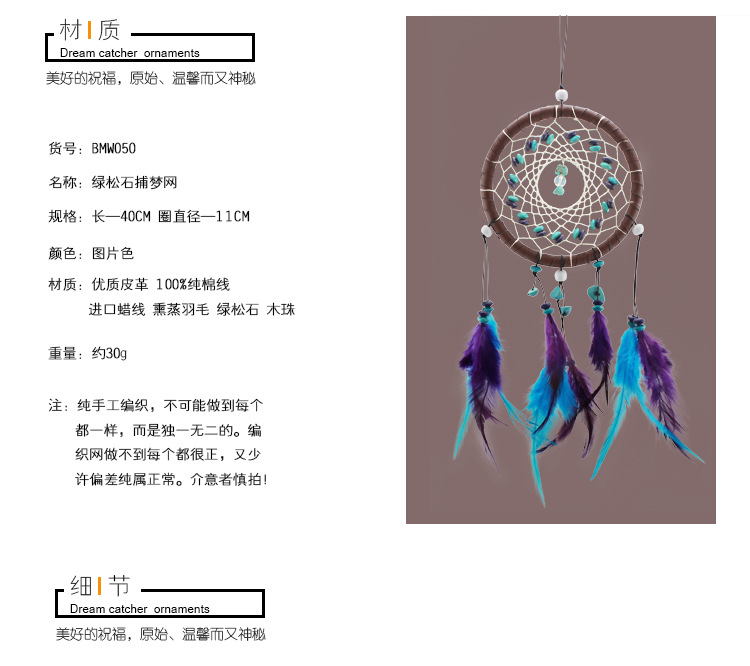 材质
Dream catcher ornaments
美好的祝福，原始、温馨而又神秘
货号：BMW050
名称：绿松石捕梦网
规格：长—40CM 圈直径—11CM
颜色：图片色
材质：优质皮革 100%纯棉线
进口蜡线 熏蒸羽毛 绿松石 木珠
重量：约30g
注：纯手工编织，不可能做到每个
都一样，而是独一无二的。编
织网做不到每个都很正，又少
许偏差纯属正常。介意者慎拍!
细节
Dream catcher ornaments
美好的祝福，原始、温馨而又神秘